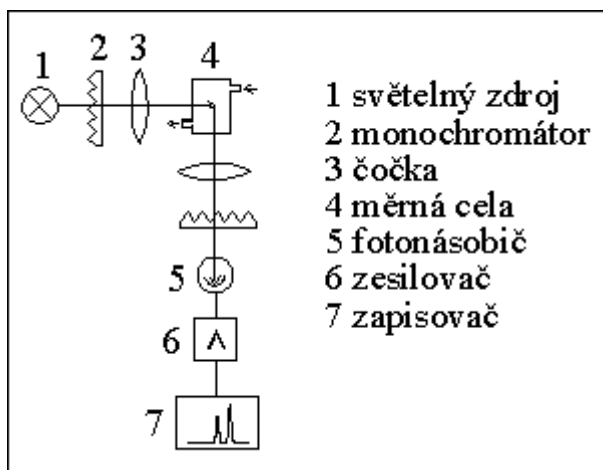 1
2
3
4
5
6
7
1 světelný zdroj
2 monochromátor
3 čočka
4 měrná cela
5 fotonásobič
6 zesilovač
7 zapisovač